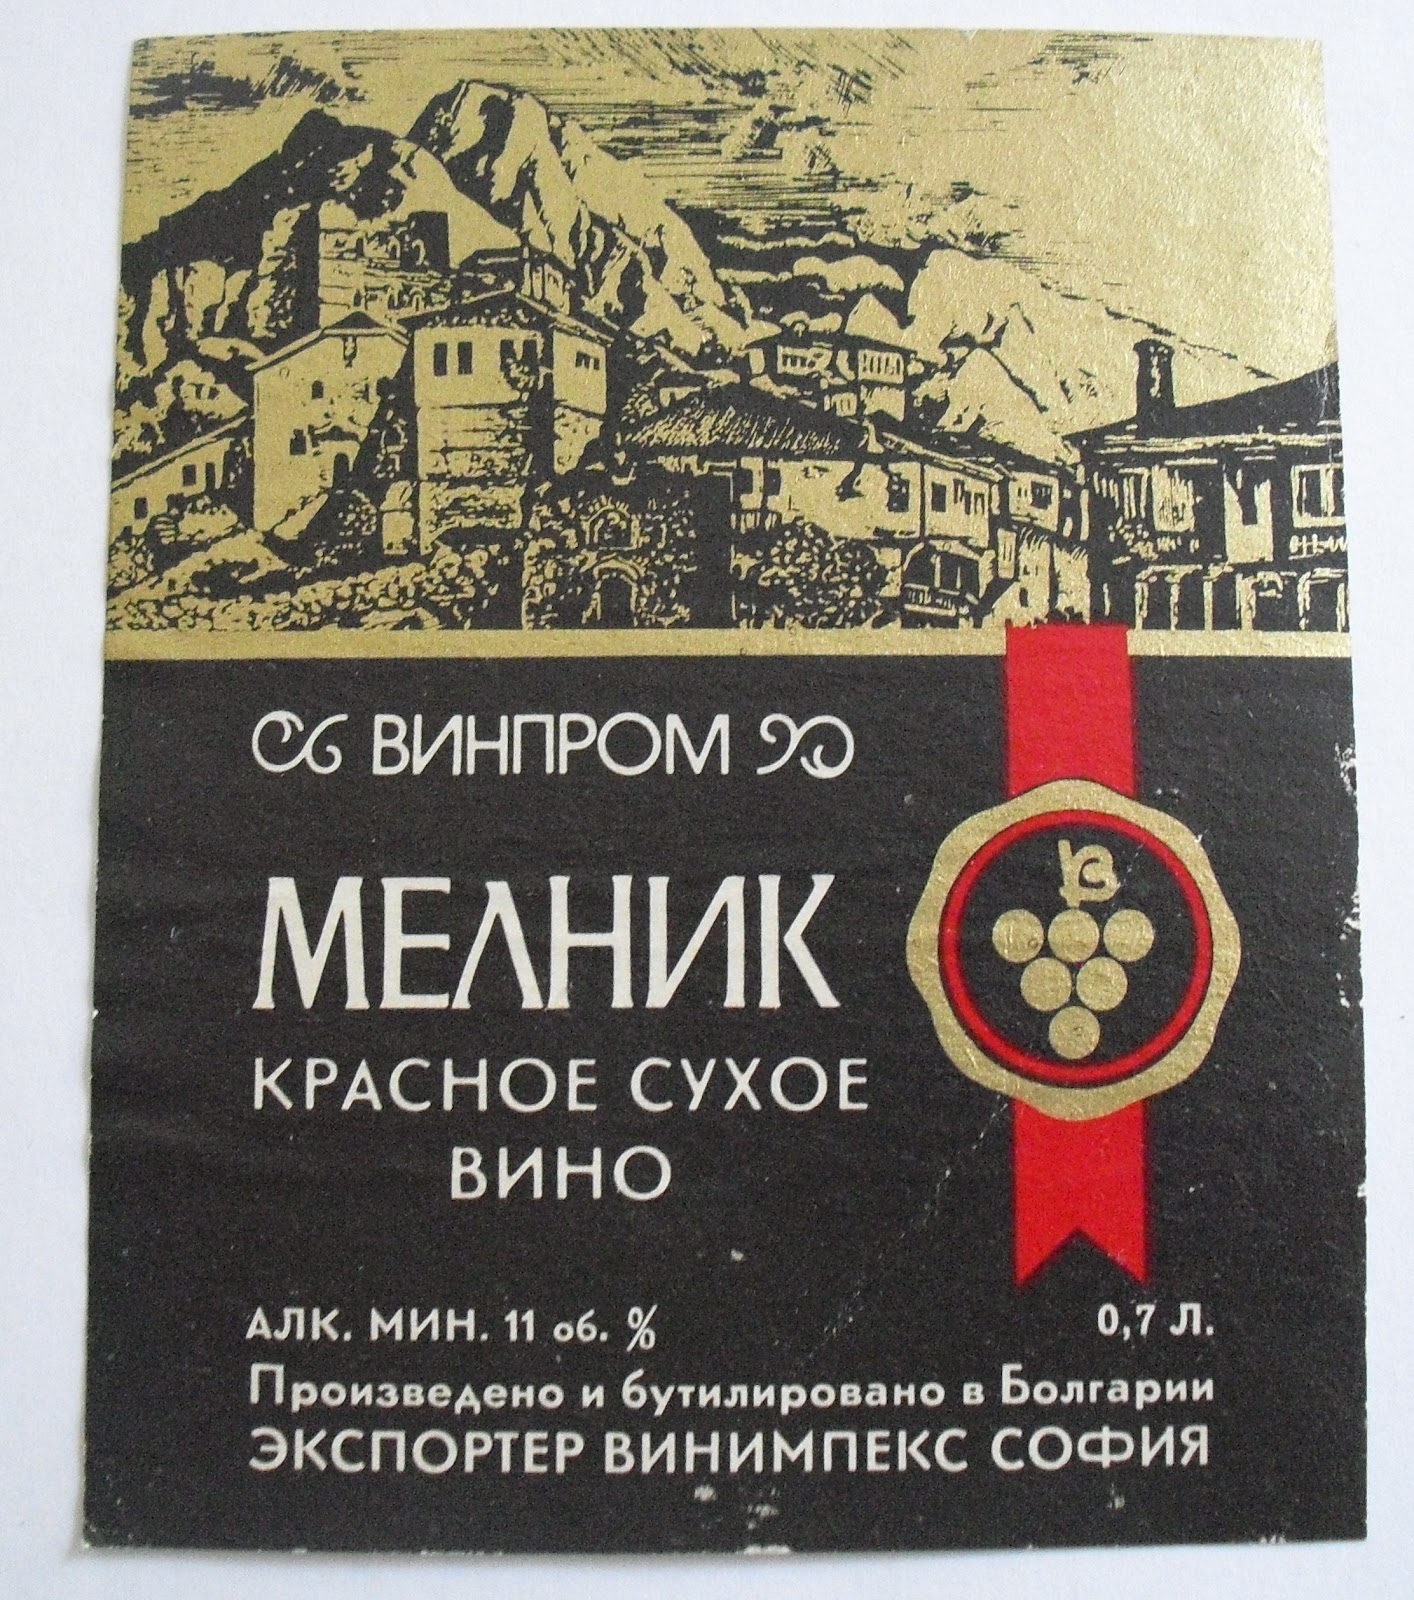 ВИНПРОМ
МЕЛНИК
КРАСНОЕ СУХОЕ
ВИНО
АЛК. МИН. 11 об. %
0,7 Л.
Произведено и бутилировано в Болгарии
ЭКСПОРТЕР ВИНИМПЕКС СОФИЯ